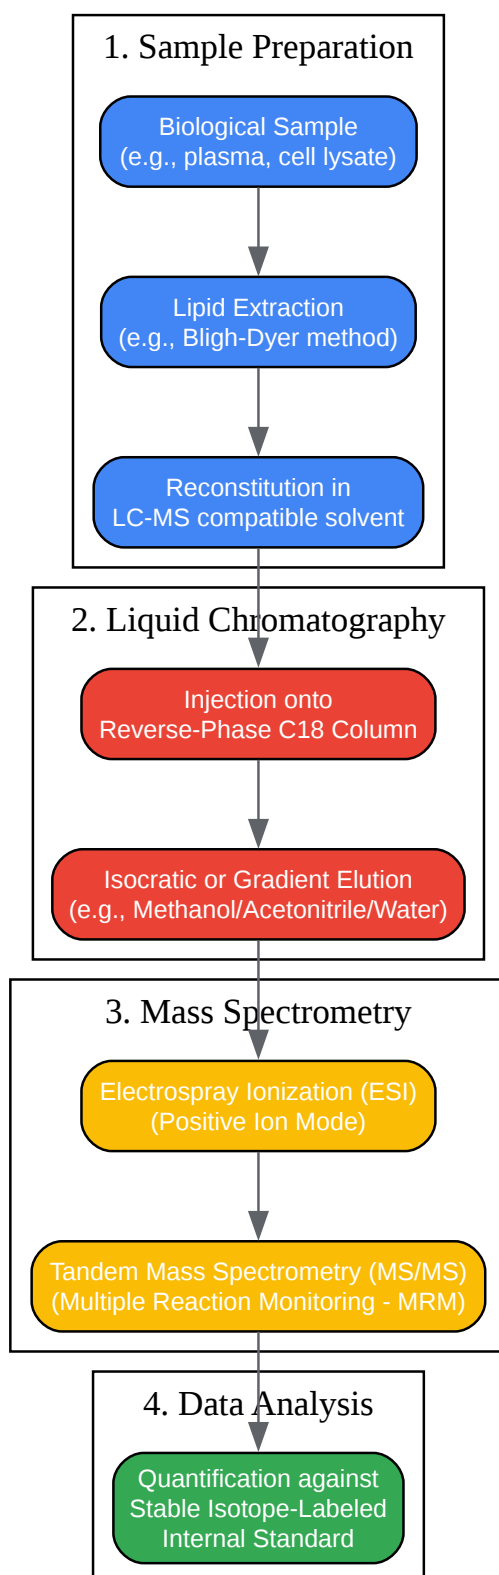 1. Sample Preparation
Biological Sample
(e.g., plasma, cell lysate)
Lipid Extraction
(e.g., Bligh-Dyer method)
Reconstitution in
LC-MS compatible solvent
2. Liquid Chromatography
Injection onto
Reverse-Phase C18 Column
Isocratic or Gradient Elution
(e.g., Methanol/Acetonitrile/Water)
3. Mass Spectrometry
Electrospray Ionization (ESI)
(Positive Ion Mode)
Tandem Mass Spectrometry (MS/MS)
(Multiple Reaction Monitoring - MRM)
4. Data Analysis
Quantification against
Stable Isotope-Labeled
Internal Standard